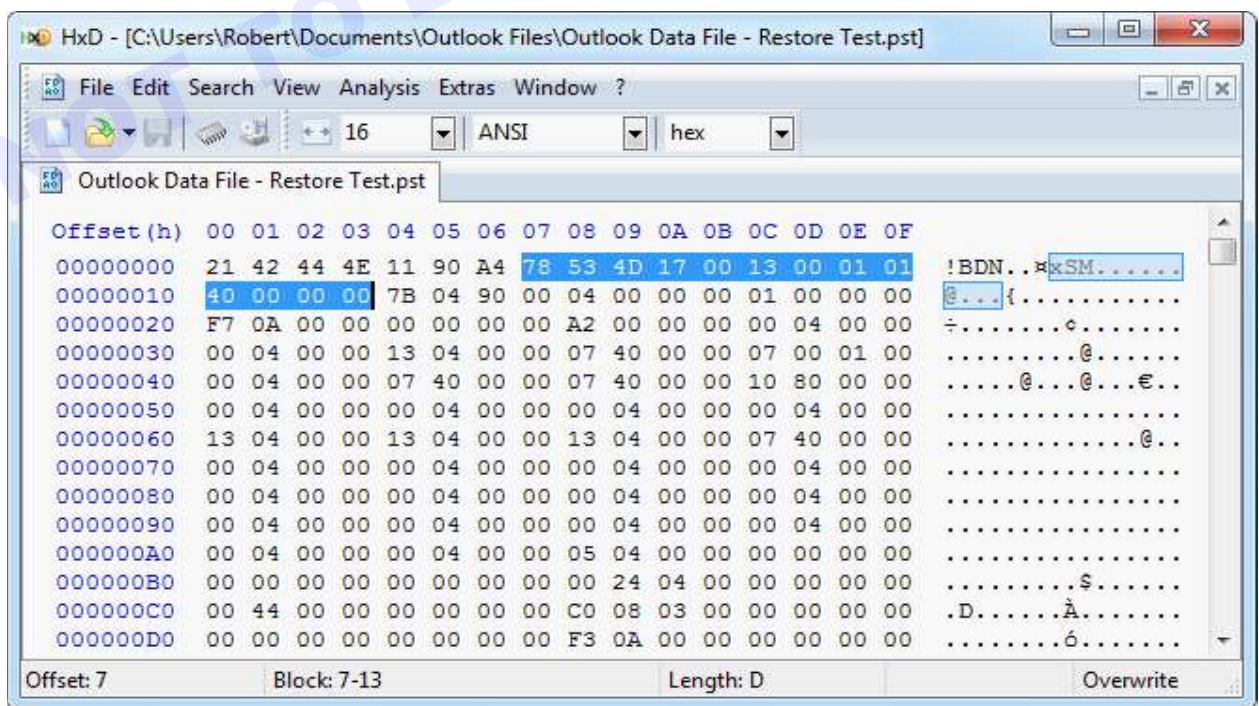 HxD - [C:\Users\Robert\Documents\Outlook Files\Outlook Data File - Restore Test.pst]
File Edit Search View Analysis Extras Window ?
16 ANSI hex
Outlook Data File - Restore Test.pst
Offset(h) 00 01 02 03 04 05 06 07 08 09 0A 0B 0C 0D 0E 0F
00000000 21 42 44 4E 11 90 A4 78 53 4D 17 00 13 00 01 01 !BDN..¤xSM......
00000010 40 00 00 00 7B 04 90 00 04 00 00 00 01 00 00 00 @...{...........
00000020 F7 0A 00 00 00 00 00 00 A2 00 00 00 00 04 00 00 ÷.......¢.......
00000030 00 04 00 00 13 04 00 00 07 40 00 00 07 00 01 00 .........@......
00000040 00 04 00 00 07 40 00 00 07 40 00 00 10 80 00 00 .....@...@...€..
00000050 00 04 00 00 00 04 00 00 00 04 00 00 00 04 00 00 ................
00000060 13 04 00 00 13 04 00 00 13 04 00 00 07 40 00 00 .............@..
00000070 00 04 00 00 00 04 00 00 00 04 00 00 00 04 00 00 ................
00000080 00 04 00 00 00 04 00 00 00 04 00 00 00 04 00 00 ................
00000090 00 04 00 00 00 04 00 00 00 04 00 00 00 04 00 00 ................
000000A0 00 04 00 00 00 04 00 00 05 04 00 00 00 00 00 00 ................
000000B0 00 00 00 00 00 00 00 00 00 24 04 00 00 00 00 00 .........$......
000000C0 00 44 00 00 00 00 00 00 C0 08 03 00 00 00 00 00 .D......À.......
000000D0 00 00 00 00 00 00 00 00 F3 0A 00 00 00 00 00 00 ........ó.......
Offset: 7 Block: 7-13 Length: D Overwrite